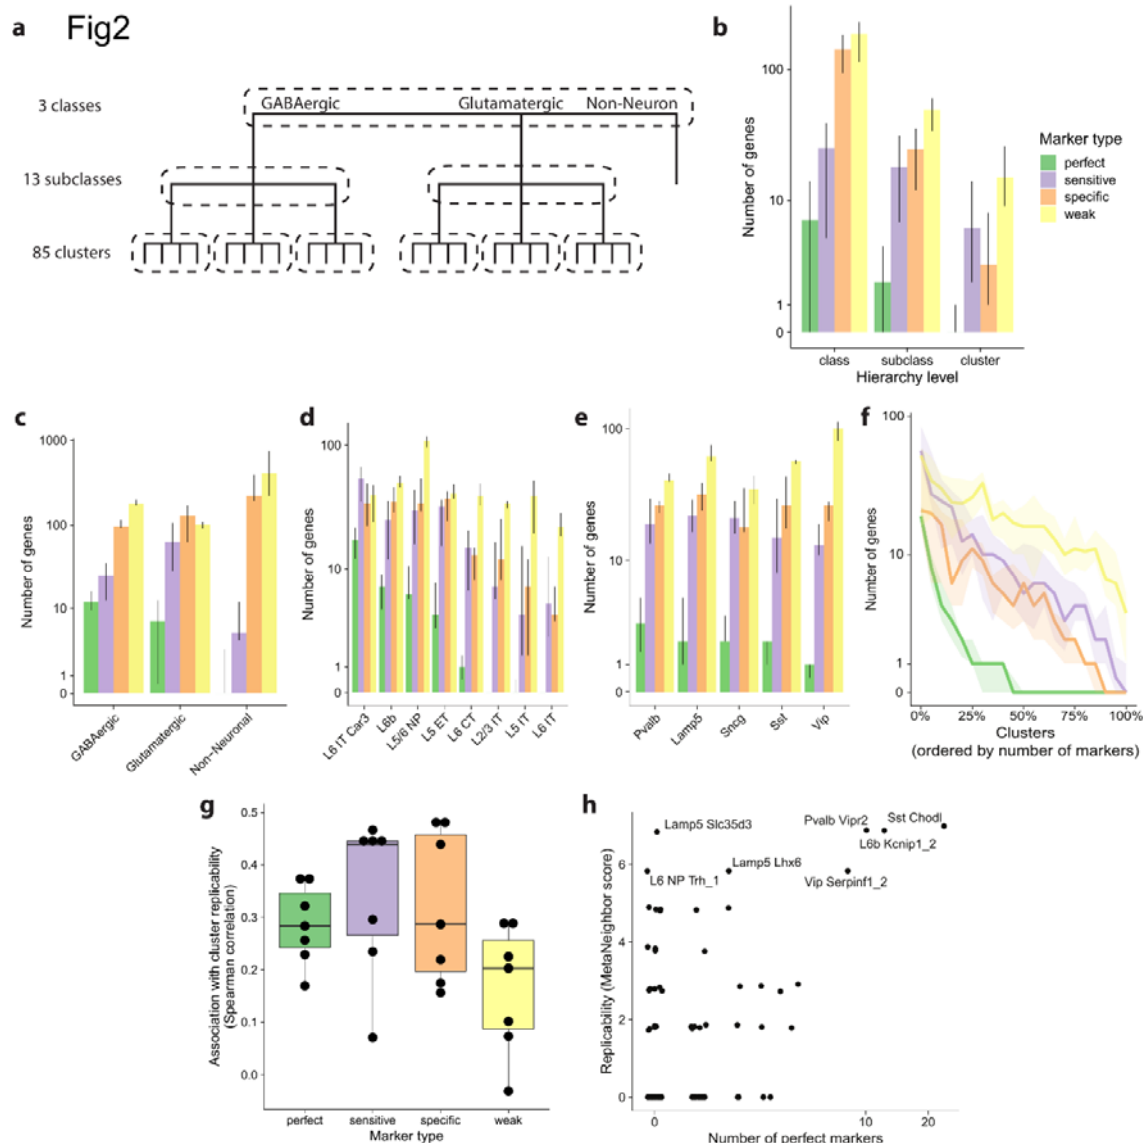 a Fig2
3 classes
GABAergic Glutamatergic Non-Neuron
13 subclasses
85 clusters
b
Number of genes
100
10
1
0
class subclass cluster
Hierarchy level
Marker type
perfect
sensitive
specific
weak
c
Number of genes
1000
100
10
1
0
GABAergic Glutamatergic Non-Neuronal
d
Number of genes
100
10
1
0
L6 IT Car3 L6b L5/6 NP L5 ET L6 CT L2/3 IT L5 IT L6 IT
e
Number of genes
100
10
1
0
Pvalb Lamp5 Sncg Sst Vip
f
Number of genes
100
10
1
0
0% 25% 50% 75% 100%
Clusters
(ordered by number of markers)
g
Association with cluster replicability
(Spearman correlation)
0.5
0.4
0.3
0.2
0.1
0.0
perfect sensitive specific weak
Marker type
h
Replicability (MetaNeighbor score)
6
4
2
0
Lamp5 Slc35d3
Pvalb Vipr2
Sst Chodl
L6b Kcnip1_2
Lamp5 Lhx6
L6 NP Trh_1
Vip Serpinf1_2
0 10 20
Number of perfect markers